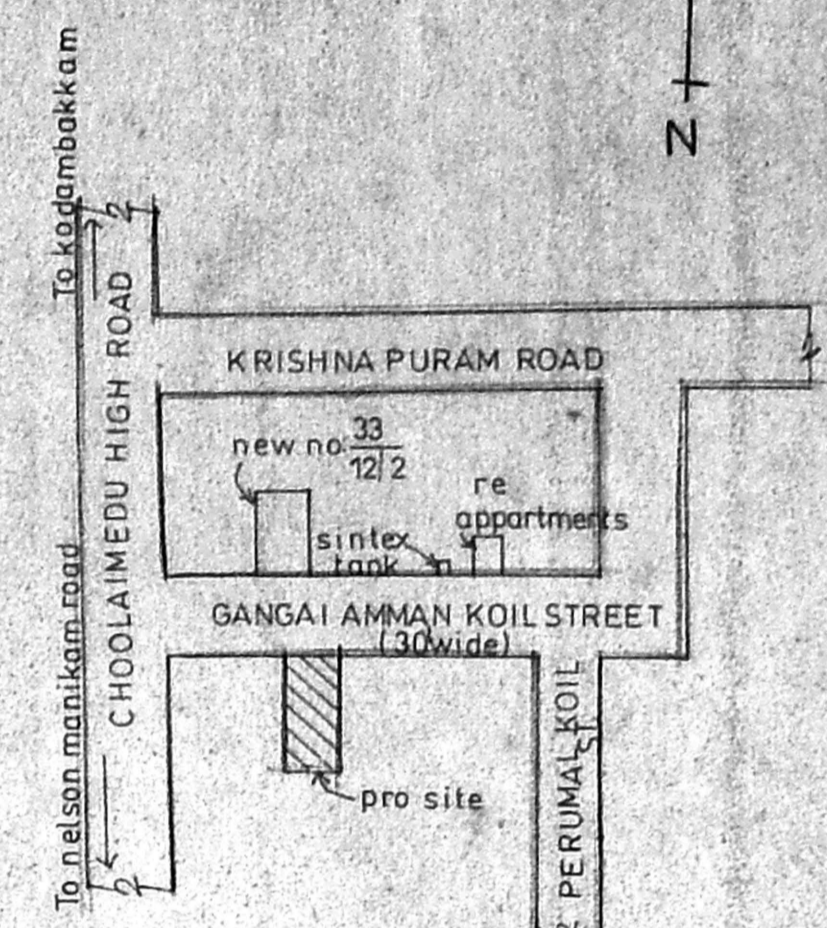 To kodambakkam
N
CHOOLAIMEDU HIGH ROAD
KRISHNA PURAM ROAD
new no. 33
12/2
re
appartments
sintex
tank
GANGAI AMMAN KOIL STREET
(30'wide)
To nelson manikam road
PERUMAL KOIL
ST
pro site